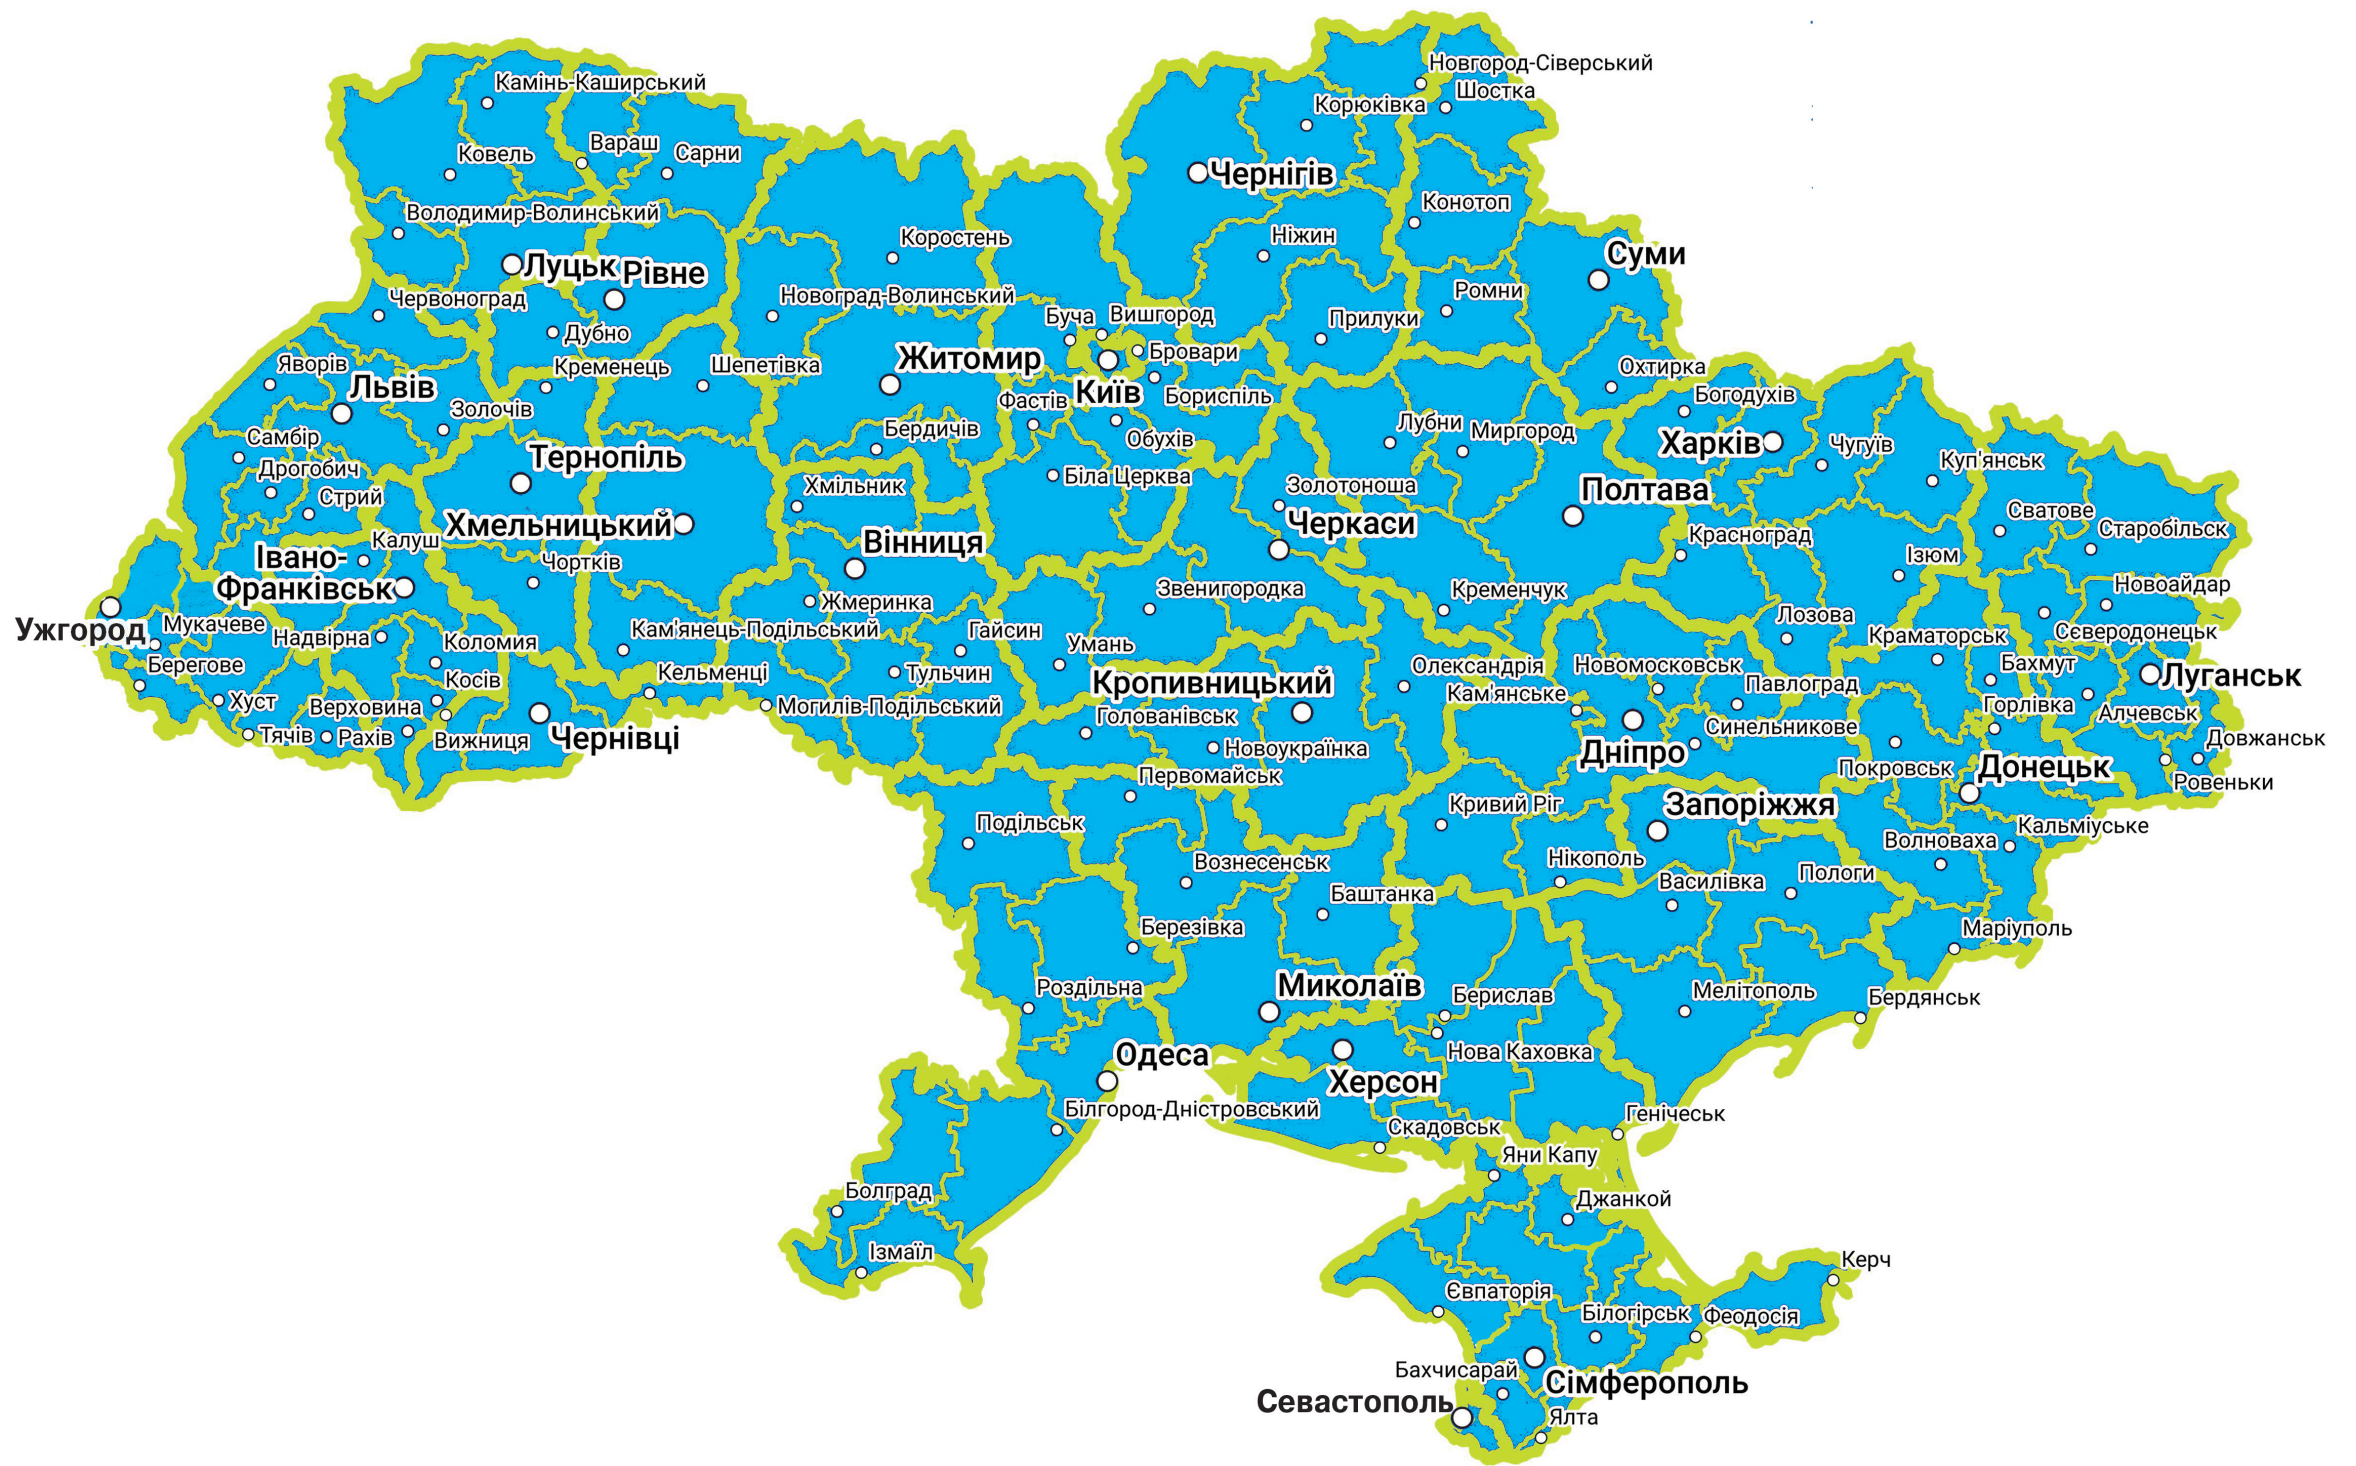 Новгород-Сіверський
Камінь-Каширський
Шостка
Корюківка
Вараш
Сарни
Ковель
Чернігів
Конотоп
Володимир-Волинський
Коростень
Ніжин
Суми
Луцьк
Рівне
Червоноград
Новоград-Волинський
Ромни
Буча
Вишгород
Прилуки
Дубно
Бровари
Житомир
Яворів
Кременець
Шепетівка
Охтирка
Львів
Київ
Бориспіль
Богодухів
Фастів
Золочів
Лубни
Миргород
Бердичів
Обухів
Самбір
Харків
Чугуїв
Тернопіль
Куп'янськ
Дрогобич
Біла Церква
Хмільник
Золотоноша
Полтава
Стрий
Сватове
Хмельницький
Черкаси
Старобільськ
Калуш
Вінниця
Красноград
Івано-
Франківськ
Чортків
Ізюм
Звенигородка
Кременчук
Новоайдар
Жмеринка
Лозова
Ужгород
Мукачеве
Надвірна
Кам'янець-Подільський
Гайсин
Краматорськ
Сєверодонецьк
Коломия
Умань
Берегове
Олександрія
Новомосковськ
Бахмут
Кельменці
Тульчин
Луганськ
Косів
Кропивницький
Кам'янське
Павлоград
Хуст
Верховина
Могилів-Подільський
Голованівськ
Горлівка
Алчевськ
Тячів
Рахів
Вижниця
Чернівці
Новоукраїнка
Синельникове
Довжанськ
Дніпро
Первомайськ
Покровськ
Донецьк
Ровеньки
Кривий Ріг
Запоріжжя
Подільськ
Кальміуське
Волноваха
Вознесенськ
Нікополь
Пологи
Василівка
Баштанка
Березівка
Маріуполь
Роздільна
Миколаїв
Берислав
Мелітополь
Бердянськ
Одеса
Нова Каховка
Херсон
Білгород-Дністровський
Генічеськ
Скадовськ
Яни Капу
Болград
Джанкой
Ізмаїл
Керч
Євпаторія
Білогірськ
Феодосія
Бахчисарай
Сімферополь
Севастополь
Ялта